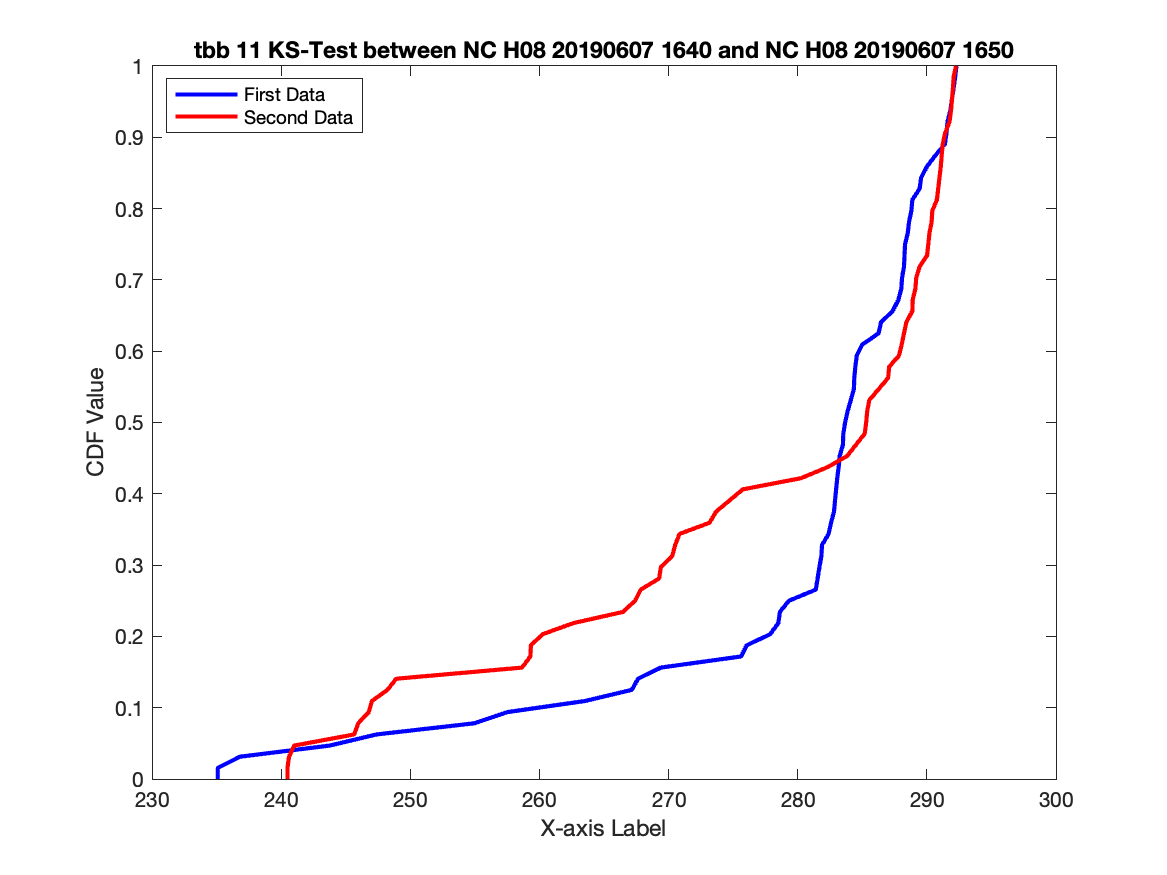 tbb 11 KS-Test between NC H08 20190607 1640 and NC H08 20190607 1650
First Data
Second Data
1
0.9
0.8
0.7
0.6
0.5
0.4
0.3
0.2
0.1
0
CDF Value
230 240 250 260 270 280 290 300
X-axis Label